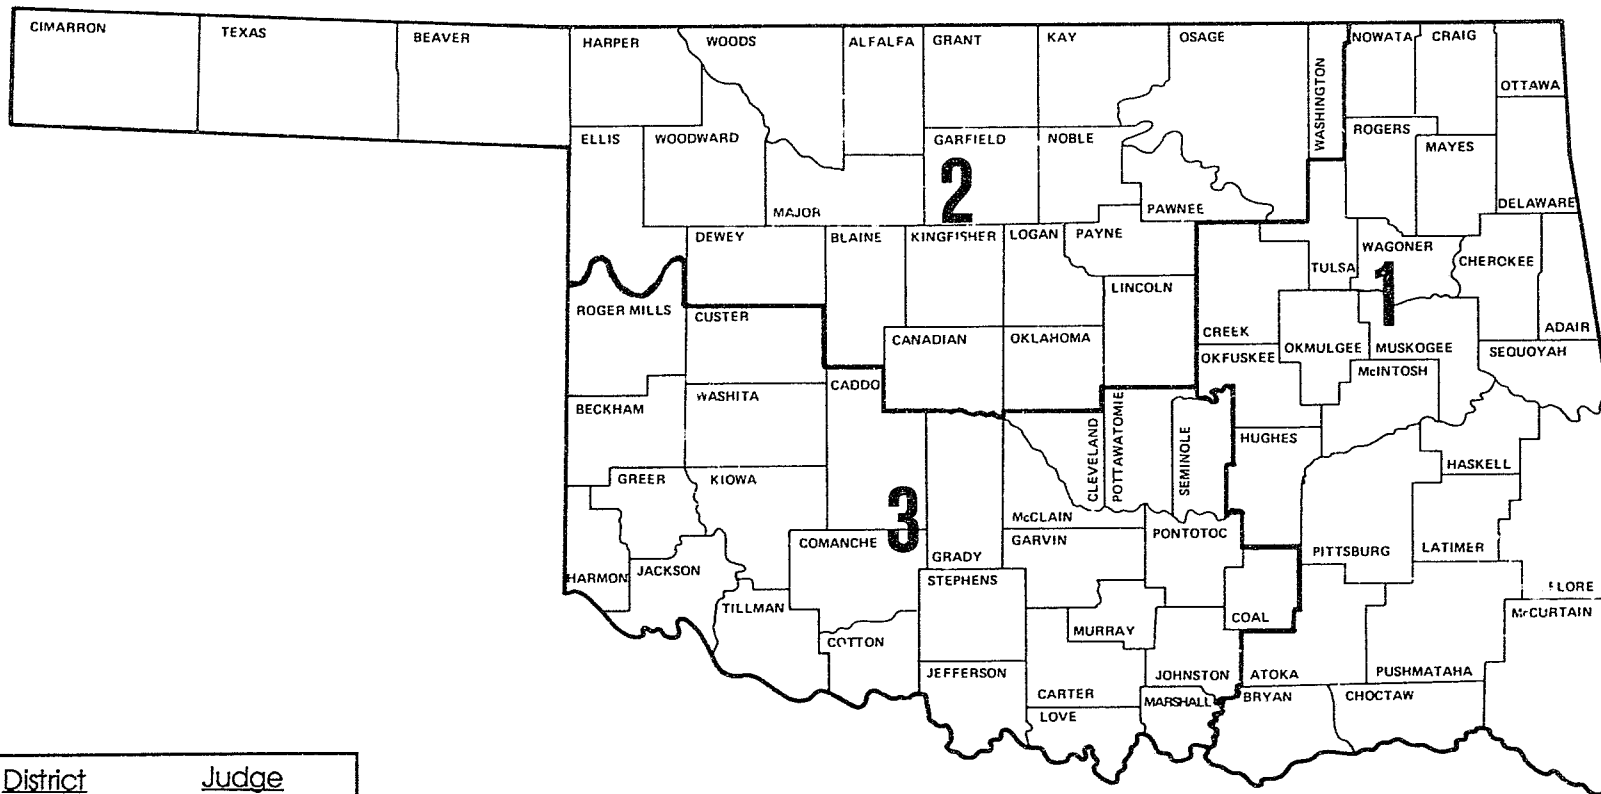 CIMARRON
TEXAS
BEAVER
HARPER
WOODS
ALFALFA
GRANT
KAY
OSAGE
WASHINGTON
NOWATA
CRAIG
OTTAWA
ELLIS
WOODWARD
GARFIELD
NOBLE
ROGERS
MAYES
2
MAJOR
PAWNEE
DELAWARE
DEWEY
BLAINE
KINGFISHER
LOGAN
PAYNE
WAGONER
CHEROKEE
TULSA
1
LINCOLN
ROGER MILLS
CUSTER
CANADIAN
OKLAHOMA
CREEK
ADAIR
OKFUSKEE
OKMULGEE
MUSKOGEE
SEQUOYAH
McINTOSH
CADDO
WASHITA
BECKHAM
CLEVELAND
POTTAWATOMIE
SEMINOLE
HUGHES
HASKELL
GREER
KIOWA
3
McCLAIN
GARVIN
PONTOTOC
COMANCHE
GRADY
PITTSBURG
LATIMER
HARMON
JACKSON
STEPHENS
TILLMAN
COAL
FLORE
McCURTAIN
COTTON
MURRAY
JEFFERSON
JOHNSTON
ATOKA
PUSHMATAHA
CARTER
MARSHALL
BRYAN
CHOCTAW
LOVE
District Judge